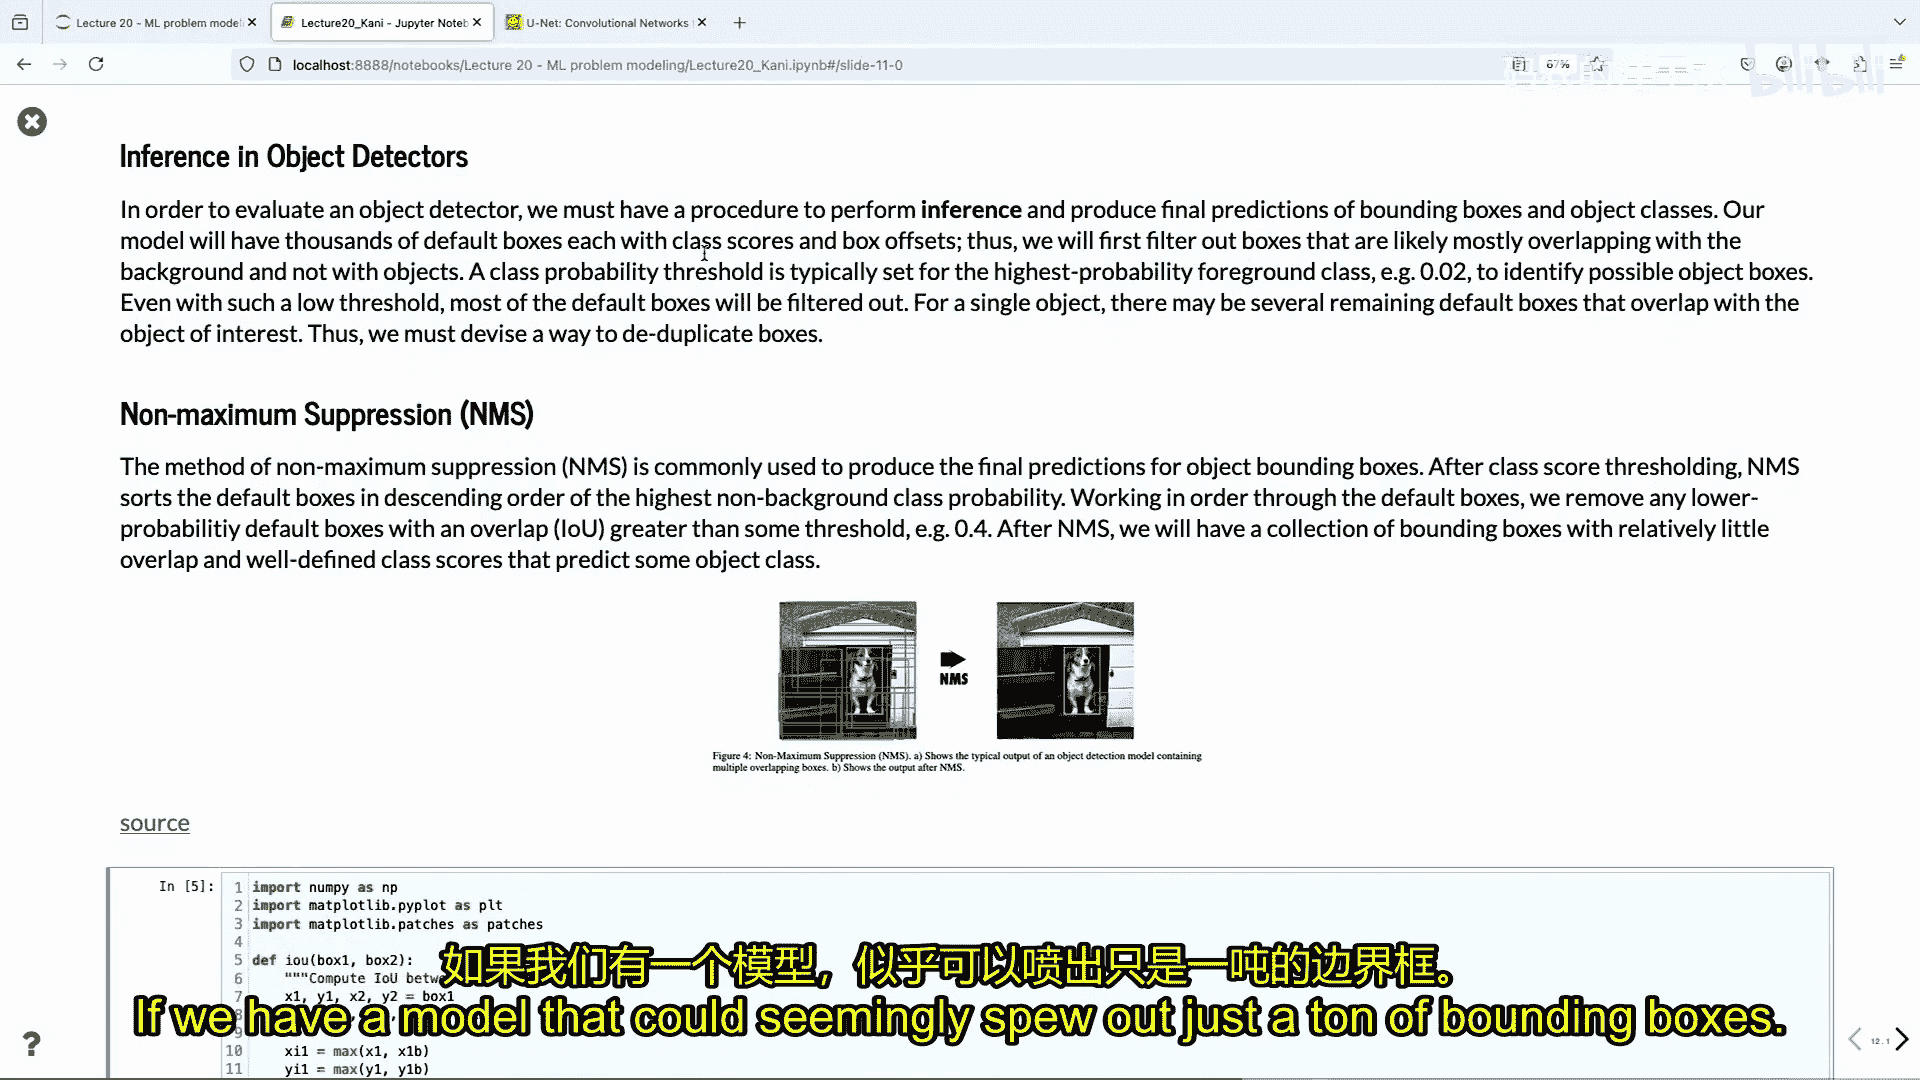 Lecture 20 - ML problem model
Lecture20_Kani - Jupyter Noteb
U-Net: Convolutional Networks
localhost:8888/notebooks/Lecture 20 - ML problem modeling/Lecture20_Kani.ipynb#/slide-11-0
67%
bilibili
Inference in Object Detectors
In order to evaluate an object detector, we must have a procedure to perform inference and produce final predictions of bounding boxes and object classes. Our
model will have thousands of default boxes each with class scores and box offsets; thus, we will first filter out boxes that are likely mostly overlapping with the
background and not with objects. A class probability threshold is typically set for the highest-probability foreground class, e.g. 0.02, to identify possible object boxes.
Even with such a low threshold, most of the default boxes will be filtered out. For a single object, there may be several remaining default boxes that overlap with the
object of interest. Thus, we must devise a way to de-duplicate boxes.
Non-maximum Suppression (NMS)
The method of non-maximum suppression (NMS) is commonly used to produce the final predictions for object bounding boxes. After class score thresholding, NMS
sorts the default boxes in descending order of the highest non-background class probability. Working in order through the default boxes, we remove any lower-
probabilitiy default boxes with an overlap (IoU) greater than some threshold, e.g. 0.4. After NMS, we will have a collection of bounding boxes with relatively little
overlap and well-defined class scores that predict some object class.
NMS
Figure 4: Non-Maximum Suppression (NMS). a) Shows the typical output of an object detection model containing
multiple overlapping boxes. b) Shows the output after NMS.
source
In [5]:
1 import numpy as np
2 import matplotlib.pyplot as plt
3 import matplotlib.patches as patches
4
5 def iou(box1, box2):
6 """Compute IoU betw
7 x1, y1, x2, y2 = box1
10 xi1 = max(x1, x1b)
11 yi1 = max(y1, y1b)
如果我们有一个模型，似乎可以喷出只是一吨的边界框。
If we have a model that could seemingly spew out just a ton of bounding boxes.
12.1